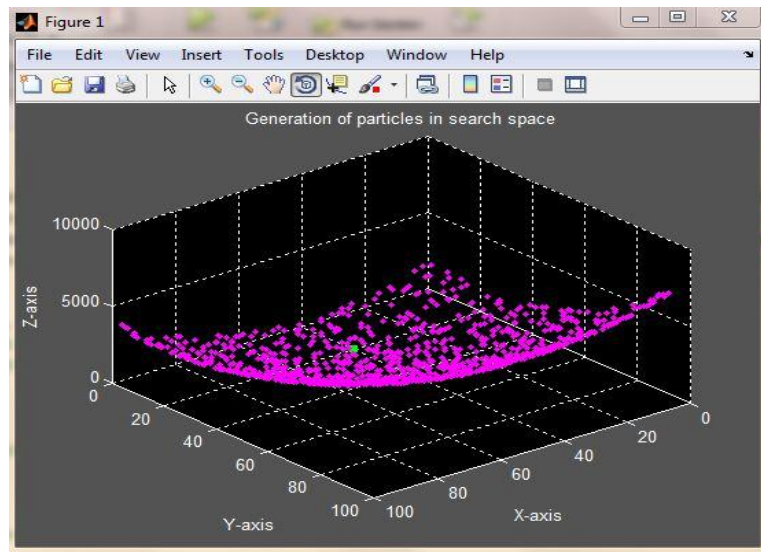 Figure 1
File Edit View Insert Tools Desktop Window Help
Generation of particles in search space
10000
5000
0
Z-axis
0
20
40
60
80
100
Y-axis
100
80
60
40
20
0
X-axis